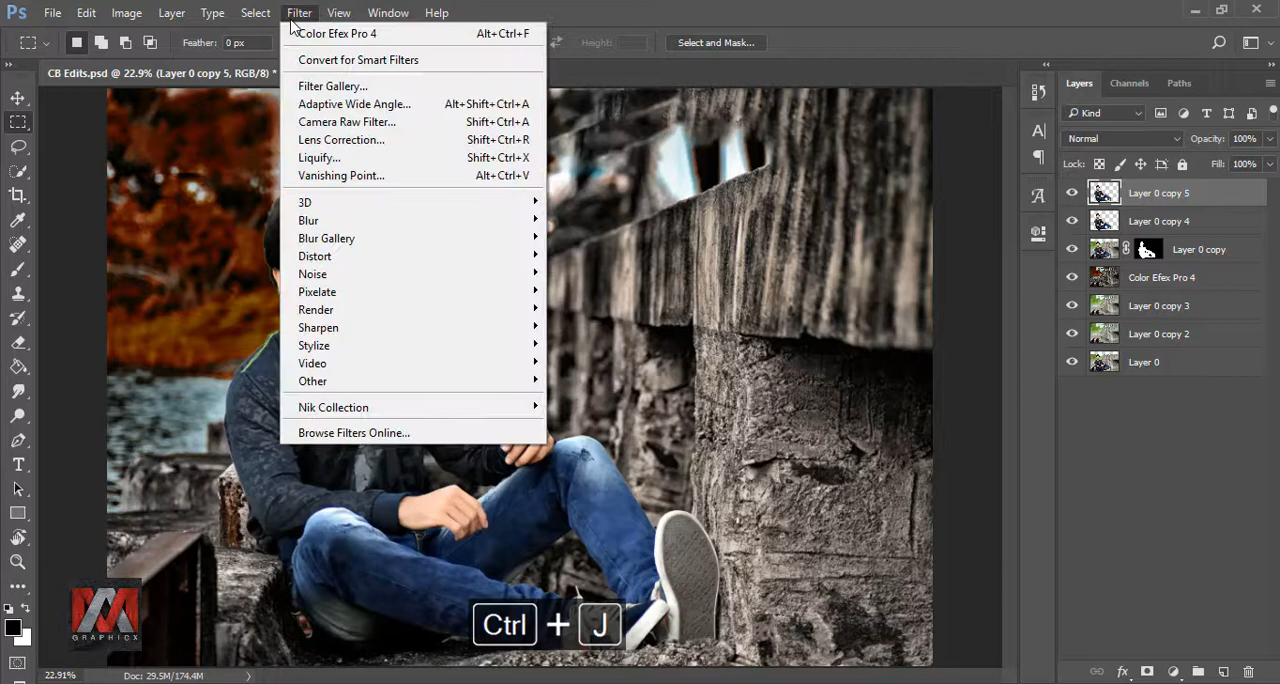 Ps File Edit Image Layer Type Select Filter View Window Help
Feather: 0 px Height: Select and Mask...
CB Edits.psd @ 22.9% (Layer 0 copy 5, RGB/8) *
Color Efex Pro 4 Alt+Ctrl+F
Convert for Smart Filters
Filter Gallery...
Adaptive Wide Angle... Alt+Shift+Ctrl+A
Camera Raw Filter... Shift+Ctrl+A
Lens Correction... Shift+Ctrl+R
Liquify... Shift+Ctrl+X
Vanishing Point... Alt+Ctrl+V
3D
Blur
Blur Gallery
Distort
Noise
Pixelate
Render
Sharpen
Stylize
Video
Other
Nik Collection
Browse Filters Online...
Layers Channels Paths
Kind
Normal Opacity: 100%
Lock: Fill: 100%
Layer 0 copy 5
Layer 0 copy 4
Layer 0 copy
Color Efex Pro 4
Layer 0 copy 3
Layer 0 copy 2
Layer 0
GRAPHICX
Ctrl + J
22.91% Doc: 29.5M/174.4M